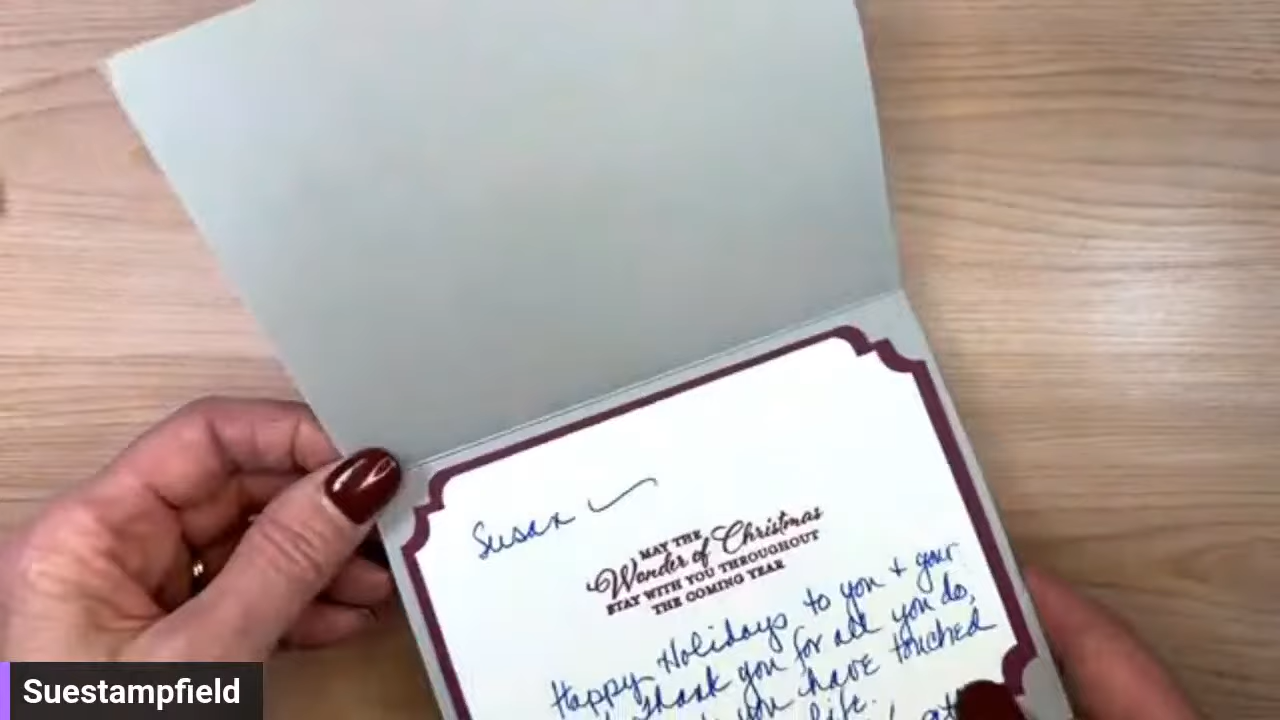 Susan
MAY THE
Wonder of Christmas
STAY WITH YOU THROUGHOUT
THE COMING YEAR
Happy Holidays to you + your
Thank you for all you do,
you have touched
life.
Suestampfield